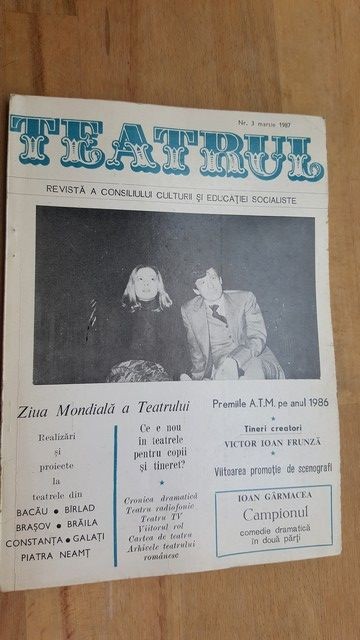 Nr. 3 martie 1987
TEATRUL
REVISTĂ A CONSILIULUI CULTURII ȘI EDUCAȚIEI SOCIALISTE
Ziua Mondială a Teatrului
Realizări
și
proiecte
la
teatrele din
BACĂU • BÎRLAD
BRAȘOV • BRĂILA
CONSTANȚA • GALAȚI
PIATRA NEAMȚ
Ce e nou
în teatrele
pentru copii
și tineret?
★
Cronica dramatică
Teatru radiofonic
Teatru TV
Viitorul rol
Cartea de teatru
Arhivele teatrului
românesc
Premiile A.T.M. pe anul 1986
★
Tineri creatori
VICTOR IOAN FRUNZĂ
★
Viitoarea promoție de scenografi
IOAN GÂRMACEA
Campionul
comedie dramatică
în două părți